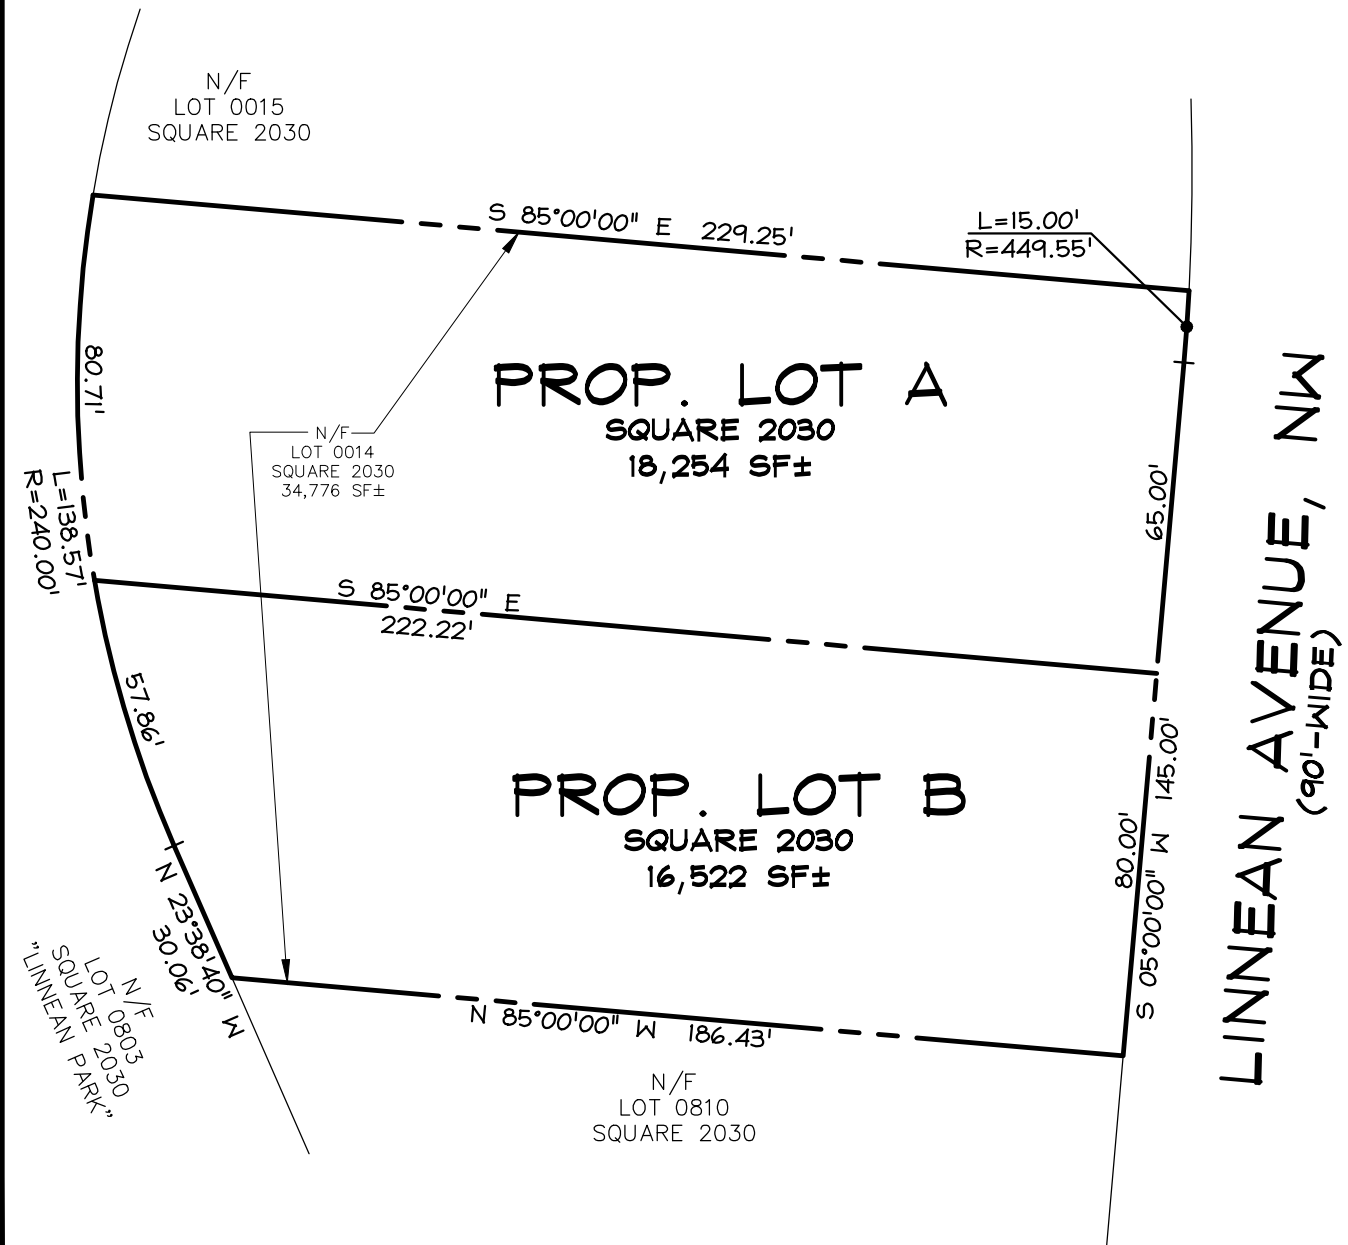 N/F
LOT 0015
SQUARE 2030
S 85°00'00" E 229.25'
L=15.00'
R=449.55'
PROP. LOT A
SQUARE 2030
18,254 SF±
80.71'
N/F
LOT 0014
SQUARE 2030
34,776 SF±
65.00'
L=138.57'
R=240.00'
S 85°00'00" E
222.22'
57.86'
PROP. LOT B
SQUARE 2030
16,522 SF±
80.00'
S 05°00'00" W 145.00'
LINNEAN AVENUE, NW
(90'-WIDE)
N 23°38'40" W
30.06'
N/F
LOT 0803
SQUARE 2030
"LINNEAN PARK"
N 85°00'00" W 186.43'
N/F
LOT 0810
SQUARE 2030